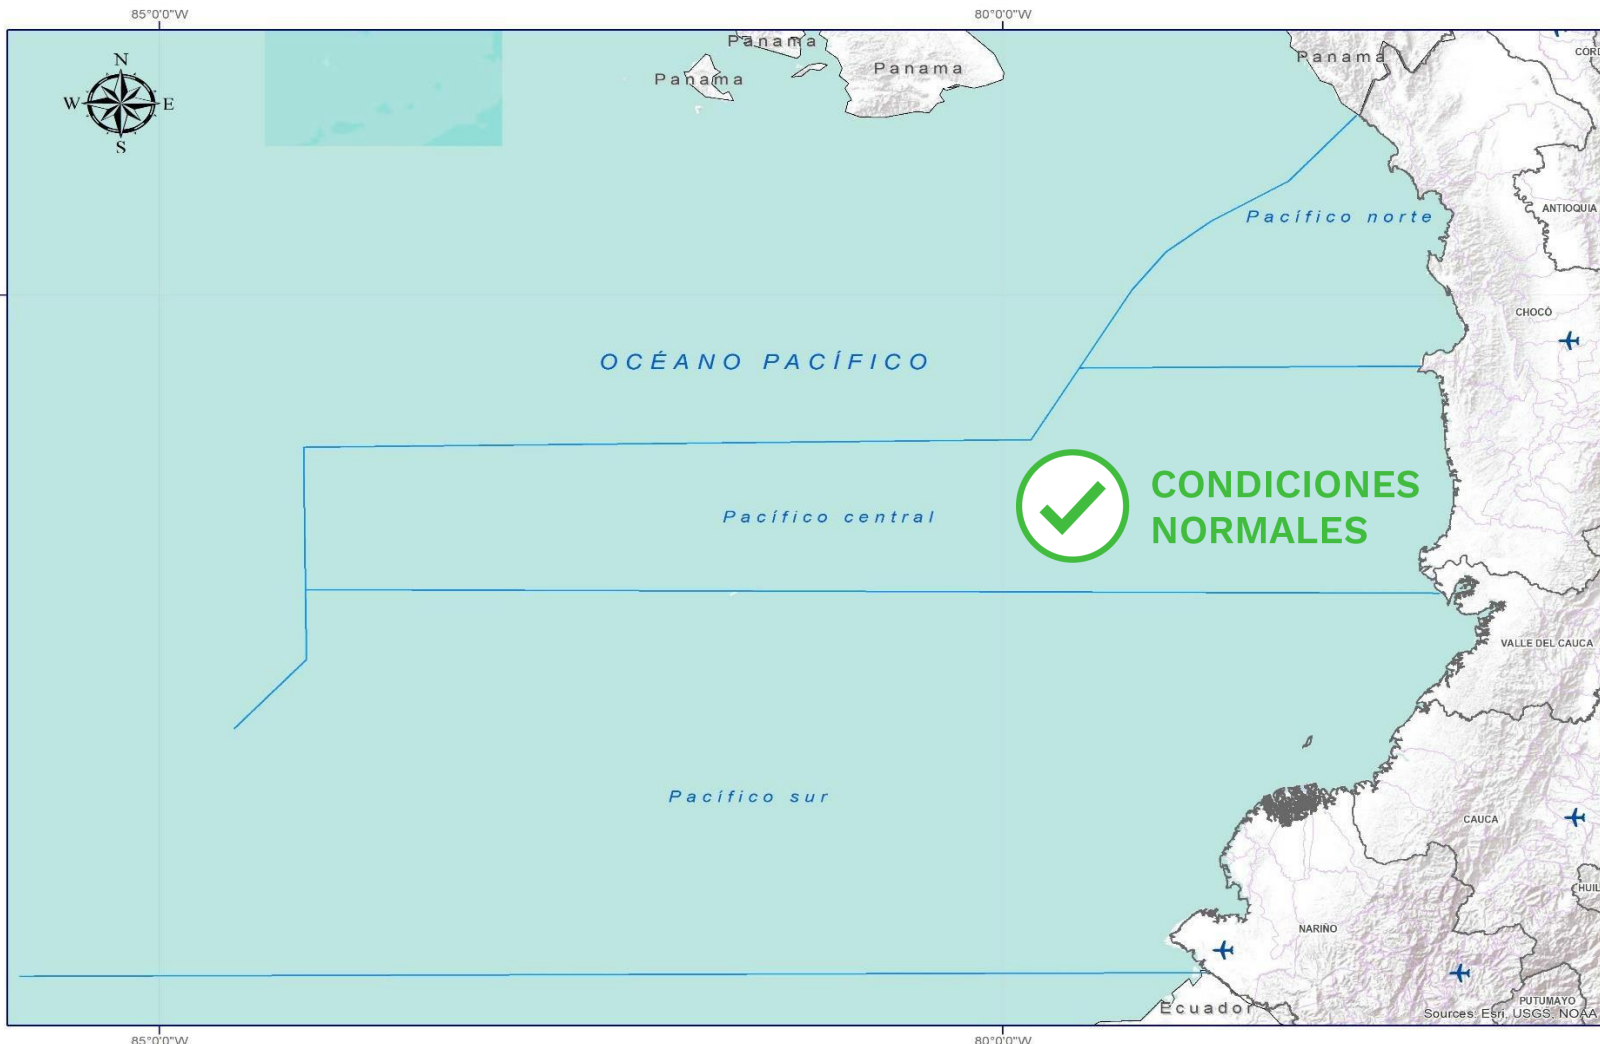 85°0'0"W
80°0'0"W
N
W
E
S
Panama
Panama
Panama
Panama
ANTIOQUIA
Pacífico norte
CHOCÓ
OCÉANO PACÍFICO
CONDICIONES
NORMALES
Pacífico central
VALLE DEL CAUCA
Pacífico sur
CAUCA
NARIÑO
PUTUMAYO
Ecuador
Sources: Esri, USGS, NOAA
85°0'0"W
80°0'0"W